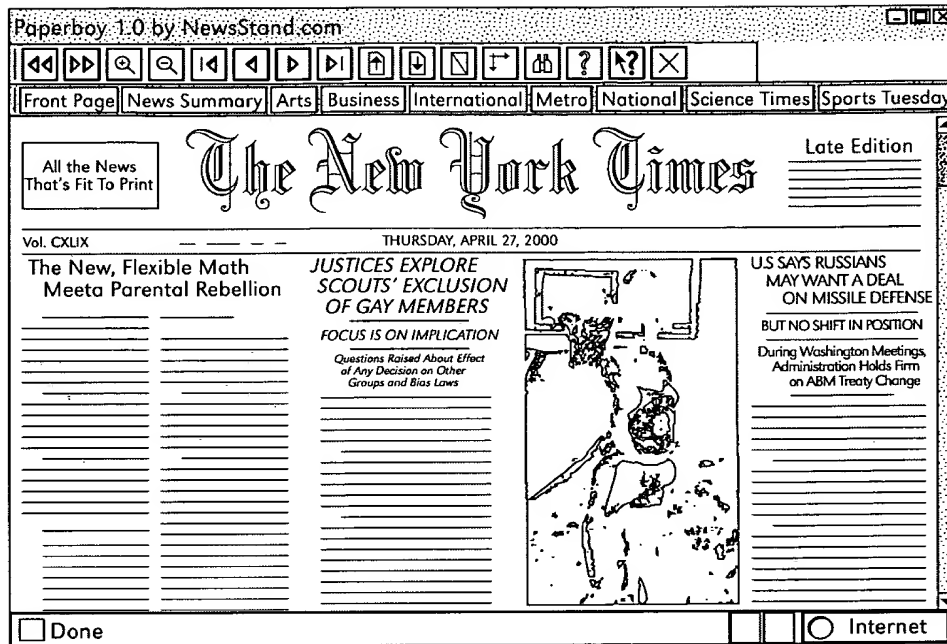 Paperboy 1.0 by NewsStand.com
Front Page News Summary Arts Business International Metro National Science Times Sports Tuesday
All the News
That's Fit To Print
The New York Times
Late Edition
Vol. CXLIX
THURSDAY, APRIL 27, 2000
The New, Flexible Math
Meeta Parental Rebellion
JUSTICES EXPLORE
SCOUTS' EXCLUSION
OF GAY MEMBERS
FOCUS IS ON IMPLICATION
Questions Raised About Effect
of Any Decision on Other
Groups and Bias Laws
U.S SAYS RUSSIANS
MAY WANT A DEAL
ON MISSILE DEFENSE
BUT NO SHIFT IN POSITION
During Washington Meetings,
Administration Holds Firm
on ABM Treaty Change
Done
Internet